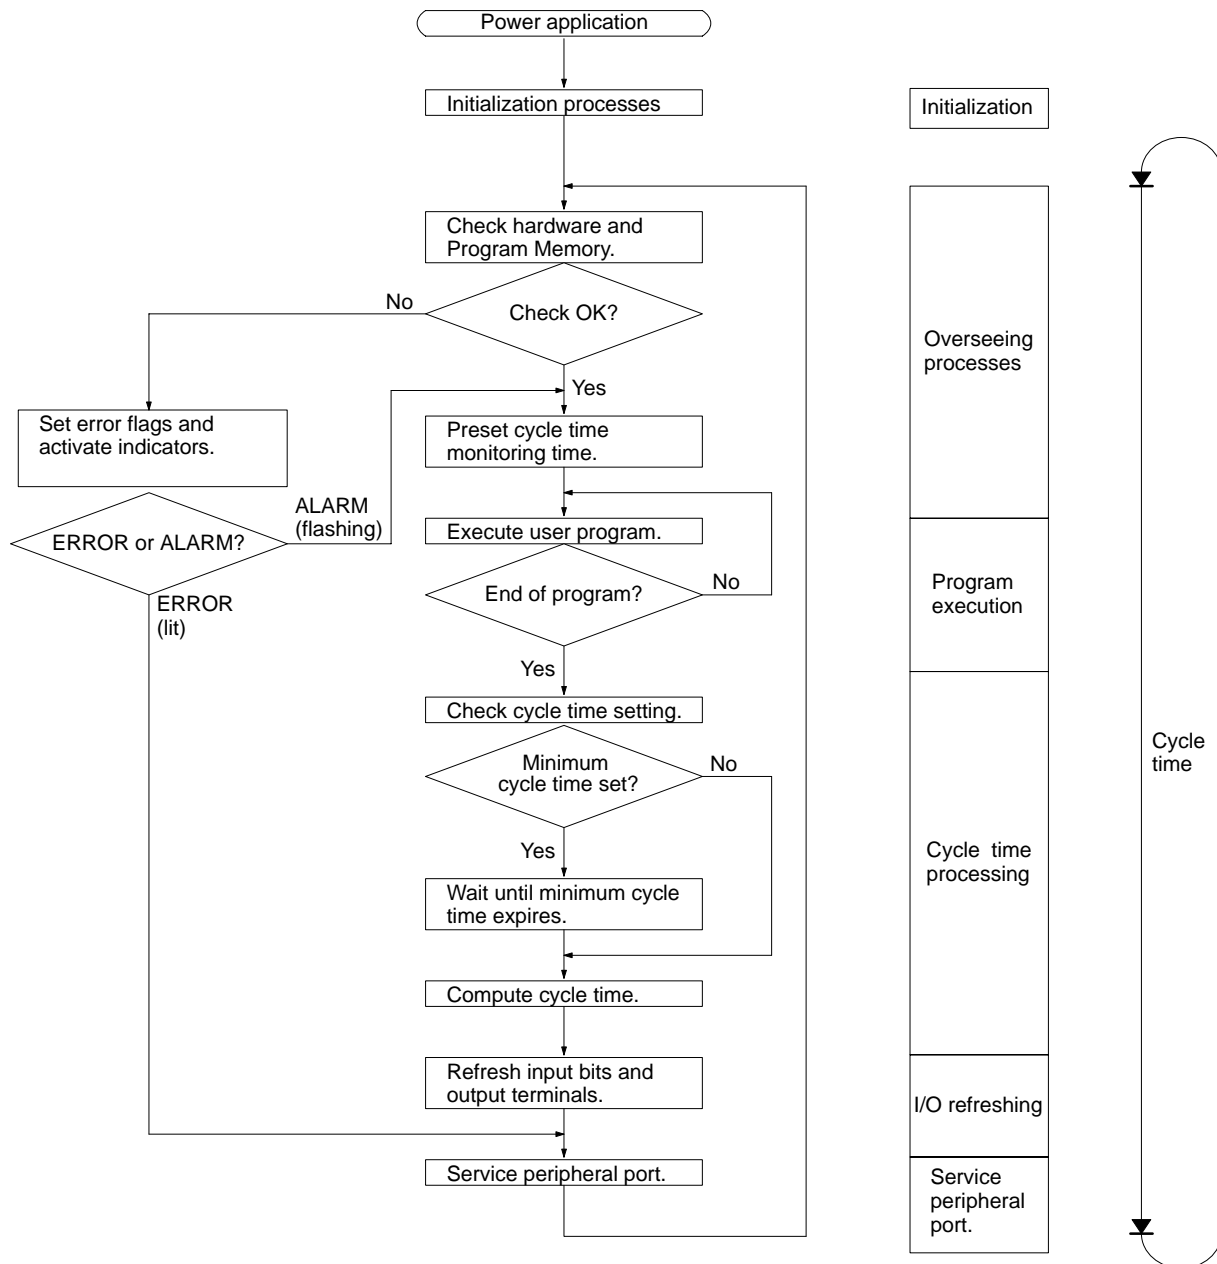 Power application
Initialization processes
Initialization
Check hardware and
Program Memory.
No
Check OK?
Overseeing
processes
Yes
Set error flags and
activate indicators.
Preset cycle time
monitoring time.
ALARM
(flashing)
ERROR or ALARM?
Execute user program.
ERROR
(lit)
End of program?
No
Program
execution
Yes
Check cycle time setting.
Minimum
cycle time set?
No
Cycle
time
Yes
Cycle time
processing
Wait until minimum cycle
time expires.
Compute cycle time.
Refresh input bits and
output terminals.
I/O refreshing
Service peripheral port.
Service
peripheral
port.